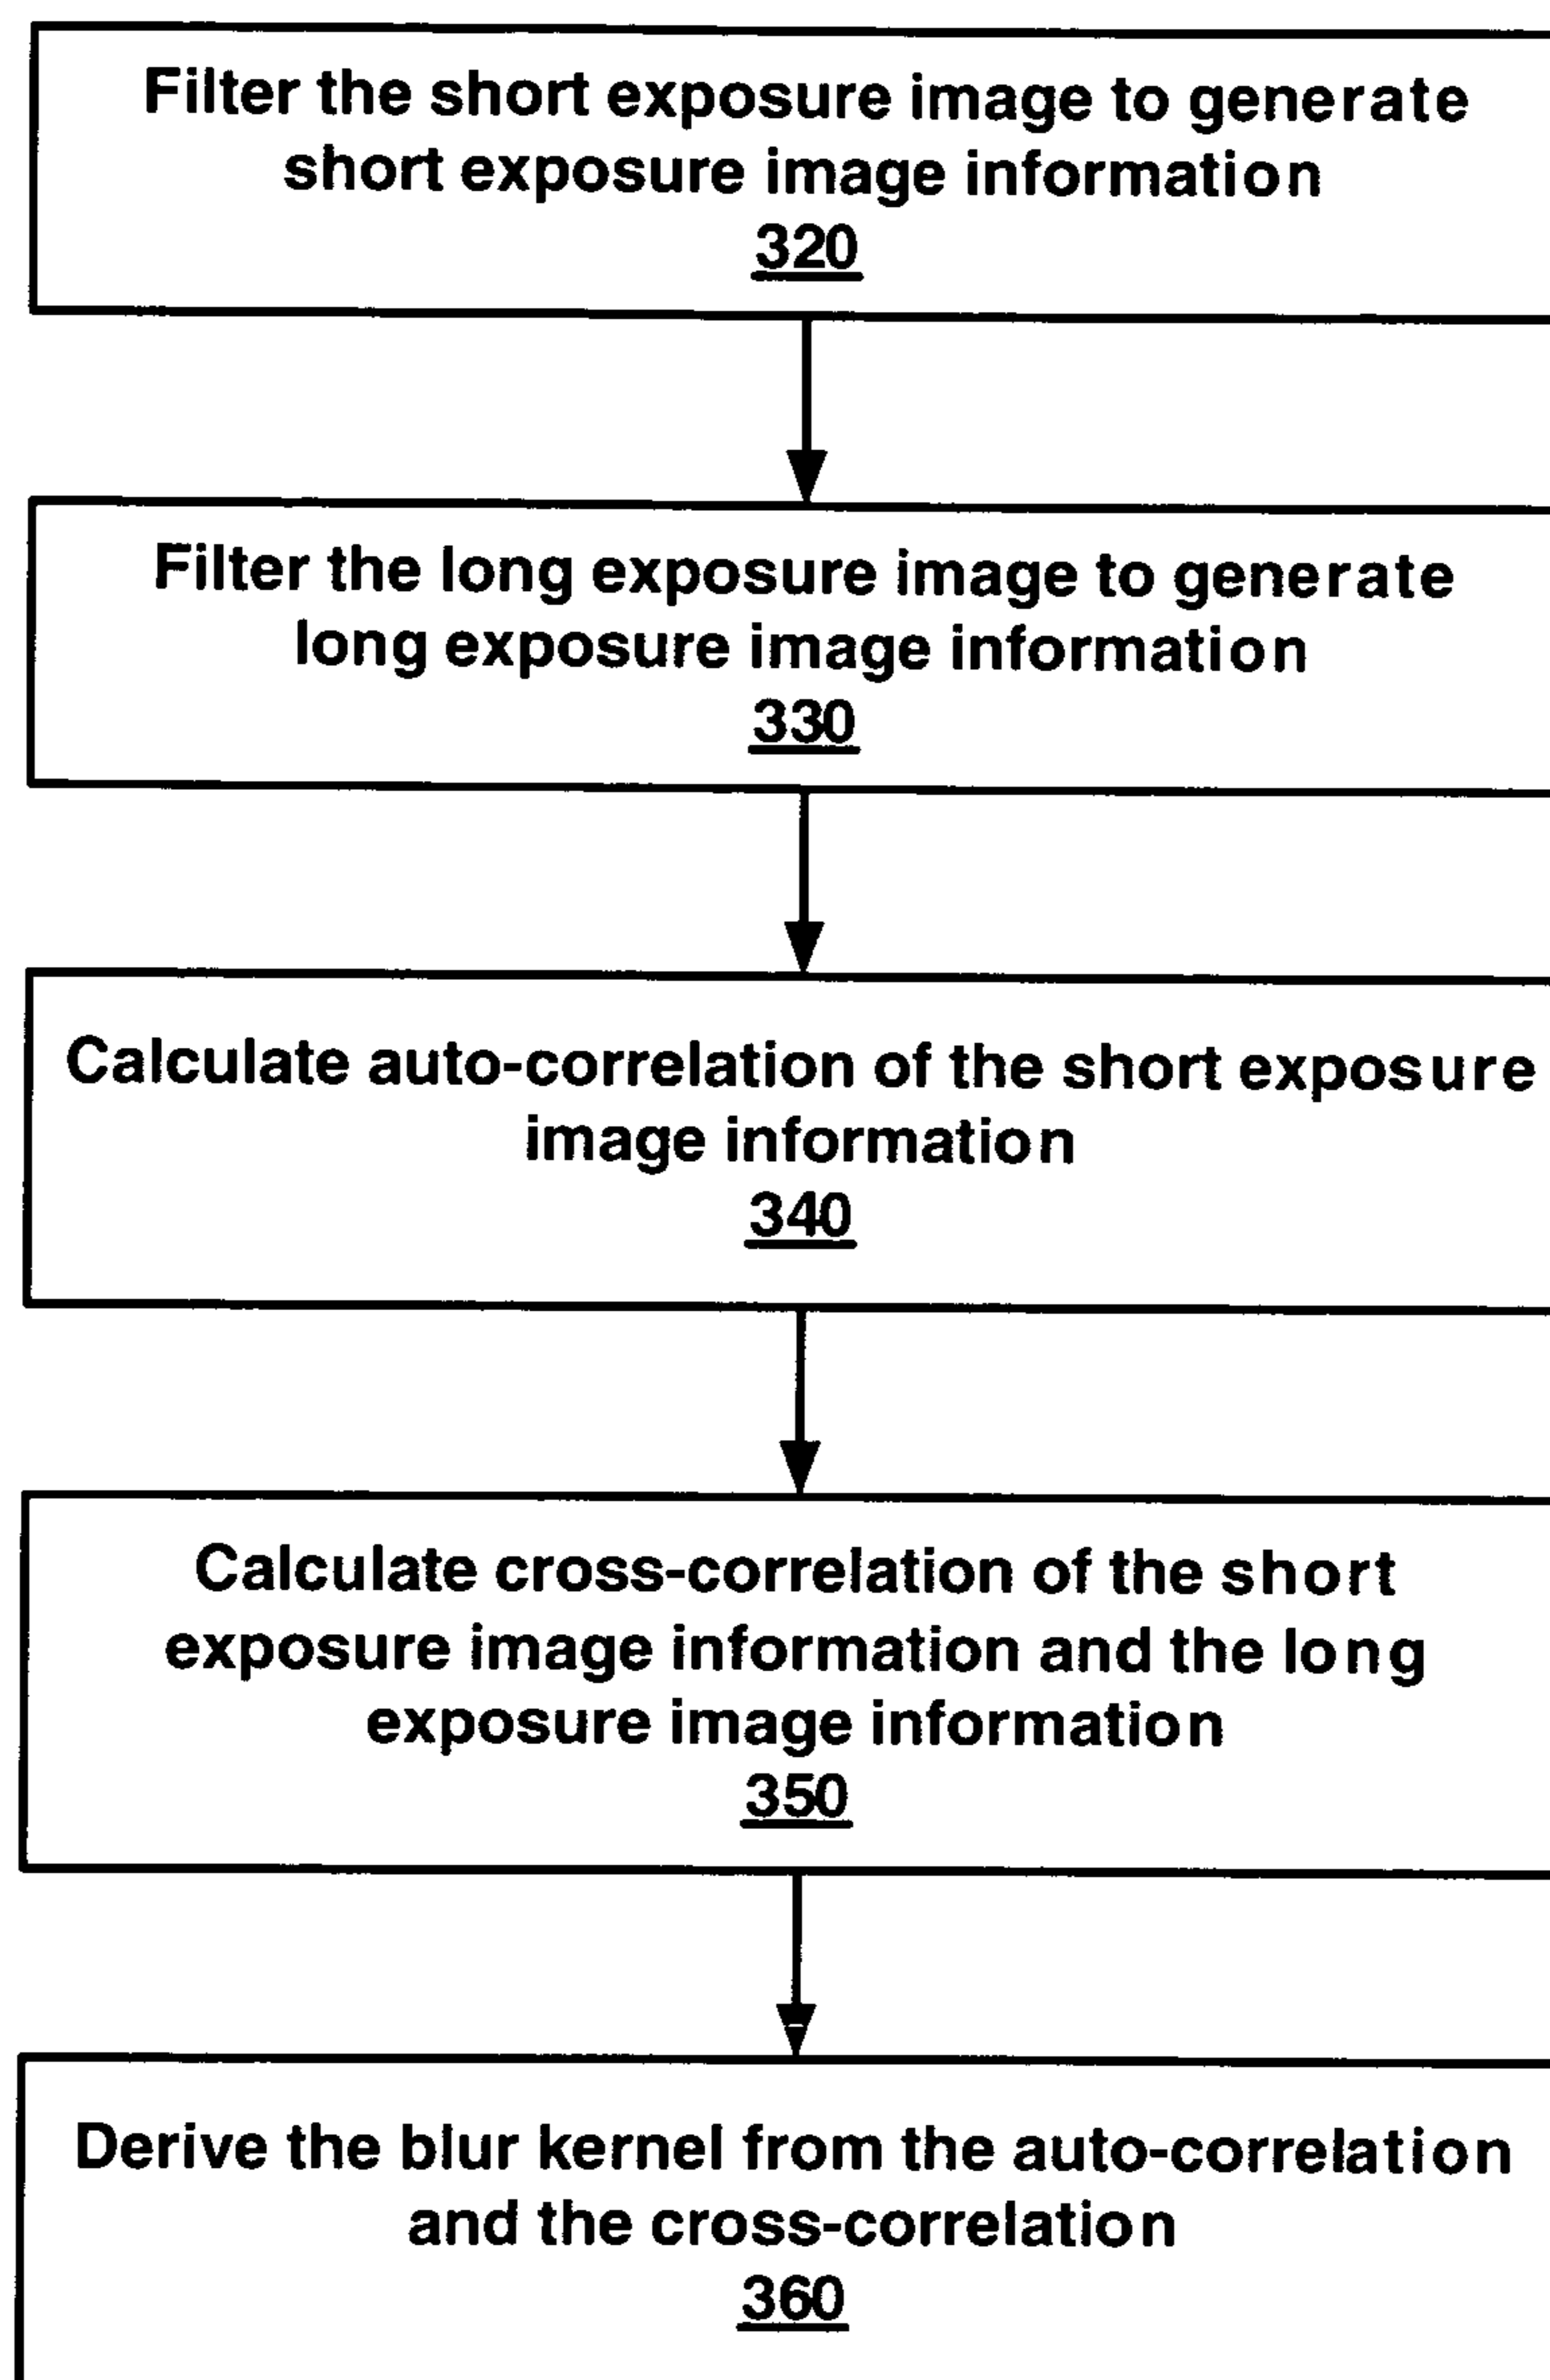 Filter the short exposure image to generate
short exposure image information
320
Filter the long exposure image to generate
long exposure image information
330
Calculate auto-correlation of the short exposure
image information
340
Calculate cross-correlation of the short
exposure image information and the long
exposure image information
350
Derive the blur kernel from the auto-correlation
and the cross-correlation
360